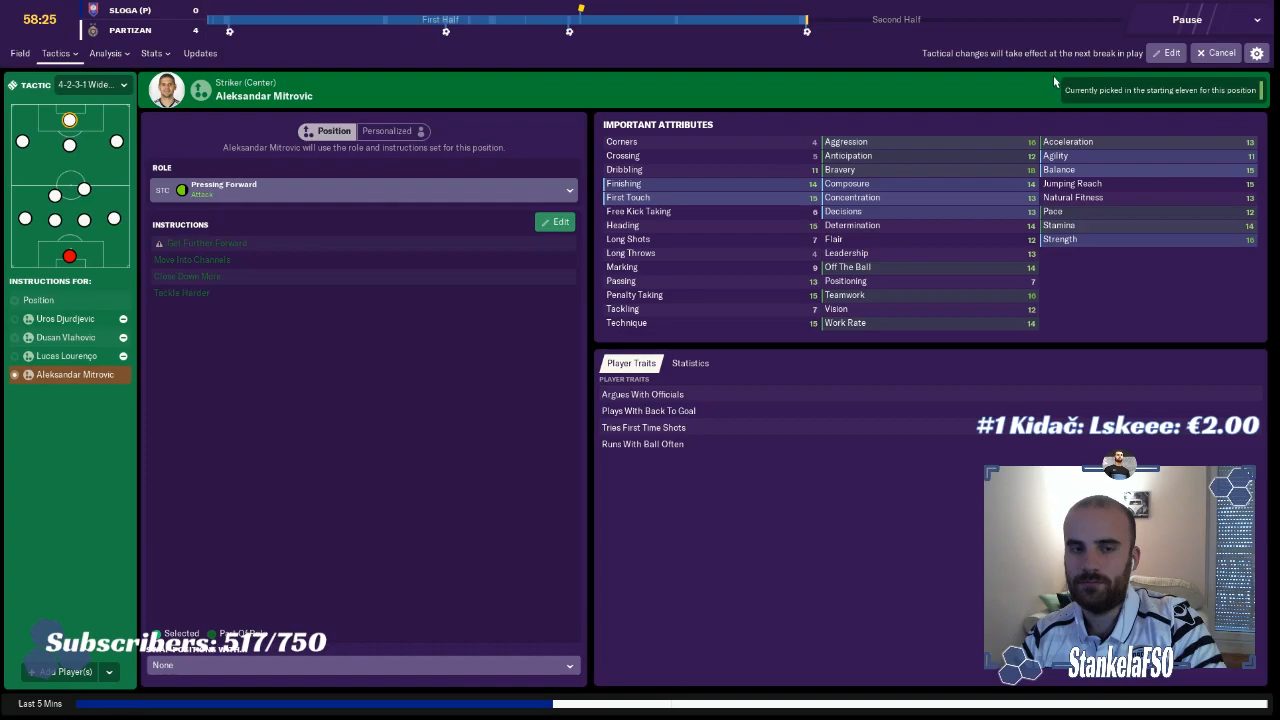 58:25
SLOGA (P) 0
PARTIZAN 4
First Half
Second Half
Pause
Field
Tactics
Analysis
Stats
Updates
Tactical changes will take effect at the next break in play
Edit
Cancel
TACTIC
4-2-3-1 Wide...
Striker (Center)
Aleksandar Mitrovic
Currently picked in the starting eleven for this position
INSTRUCTIONS FOR:
Position
Uros Djurdjevic
Dusan Vlahovic
Lucas Lourenço
Aleksandar Mitrovic
Add Player(s)
Position
Personalized
Aleksandar Mitrovic will use the role and instructions set for this position.
ROLE
STC Pressing Forward
Attack
INSTRUCTIONS
Edit
Get Further Forward
Move Into Channels
Close Down More
Tackle Harder
Selected
None
IMPORTANT ATTRIBUTES
Corners 4
Crossing 5
Dribbling 11
Finishing 14
First Touch 15
Free Kick Taking 6
Heading 15
Long Shots 7
Long Throws 4
Marking 9
Passing 13
Penalty Taking 15
Tackling 7
Technique 15
Aggression 16
Anticipation 12
Bravery 18
Composure 14
Concentration 13
Decisions 13
Determination 14
Flair 12
Leadership 13
Off The Ball 14
Positioning 7
Teamwork 16
Vision 12
Work Rate 14
Acceleration 13
Agility 11
Balance 15
Jumping Reach 15
Natural Fitness 13
Pace 12
Stamina 14
Strength 16
Player Traits
Statistics
PLAYER TRAITS
Argues With Officials
Plays With Back To Goal
Tries First Time Shots
Runs With Ball Often
#1 Kidač: Lskeee: €2.00
Subscribers: 517/750
StankelaFSO
Last 5 Mins